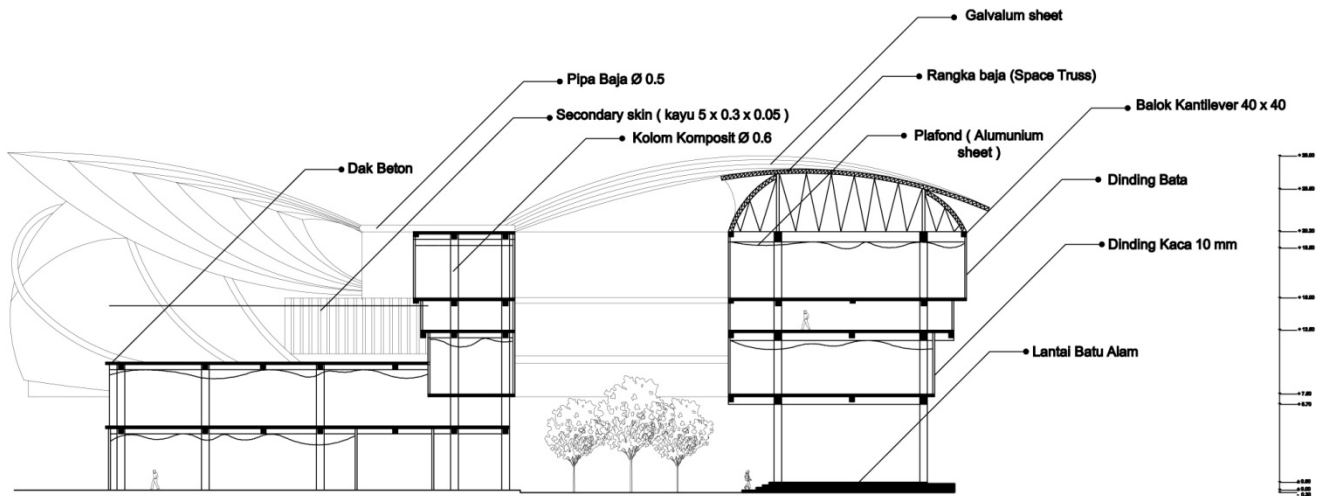 Galvalum sheet
Pipa Baja Ø 0.5
Rangka baja (Space Truss)
Secondary skin ( kayu 5 x 0.3 x 0.05 )
Balok Kantilever 40 x 40
Kolom Komposit Ø 0.6
Plafond ( Alumunium
sheet )
Dak Beton
Dinding Bata
Dinding Kaca 10 mm
Lantai Batu Alam